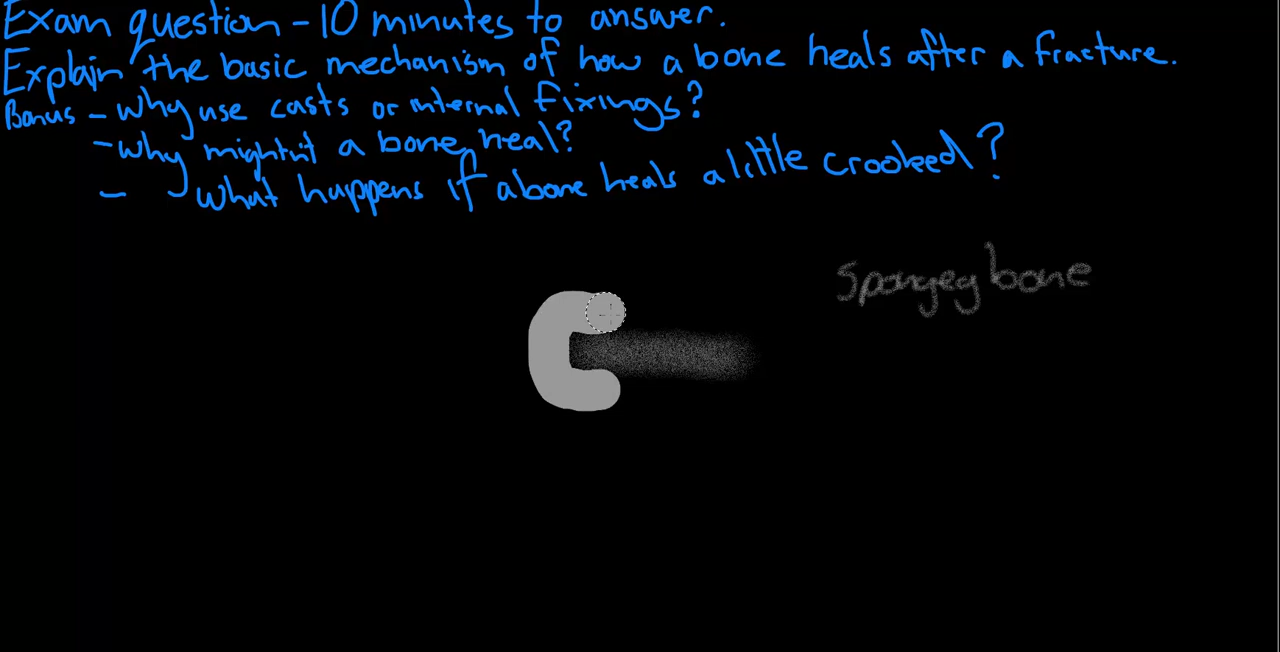 Exam question - 10 minutes to answer.
Explain the basic mechanism of how a bone heals after a fracture.
Bonus - why use casts or internal fixings?
- why mightn't a bone heal?
- what happens if a bone heals a little crooked?
spongey bone